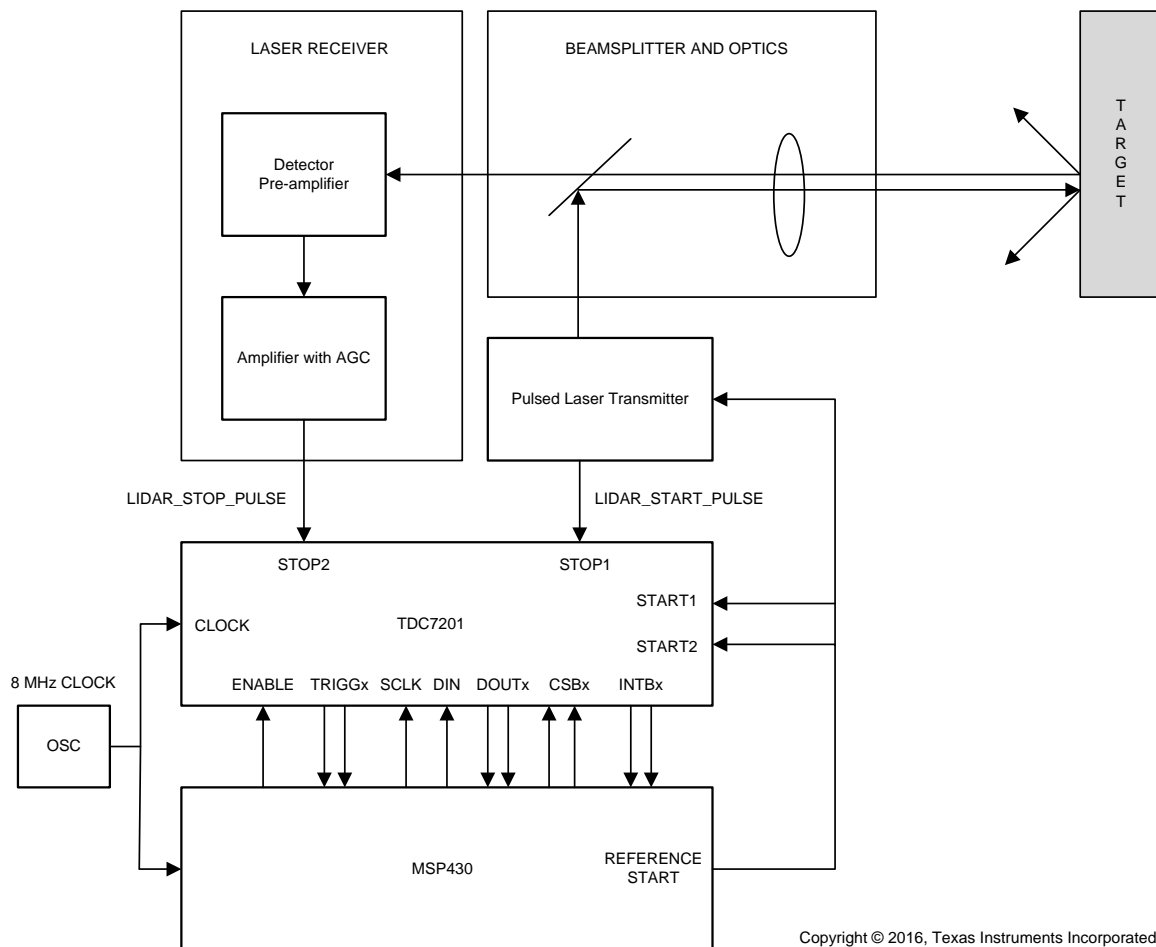 LASER RECEIVER
BEAMSPLITTER AND OPTICS
T
A
R
G
E
T
Detector
Pre-amplifier
Amplifier with AGC
Pulsed Laser Transmitter
LIDAR_STOP_PULSE
LIDAR_START_PULSE
STOP2
STOP1
START1
CLOCK
TDC7201
START2
8 MHz CLOCK
ENABLE
TRIGGx
SCLK
DIN
DOUTx
CSBx
INTBx
OSC
MSP430
REFERENCE
START
Copyright © 2016, Texas Instruments Incorporated